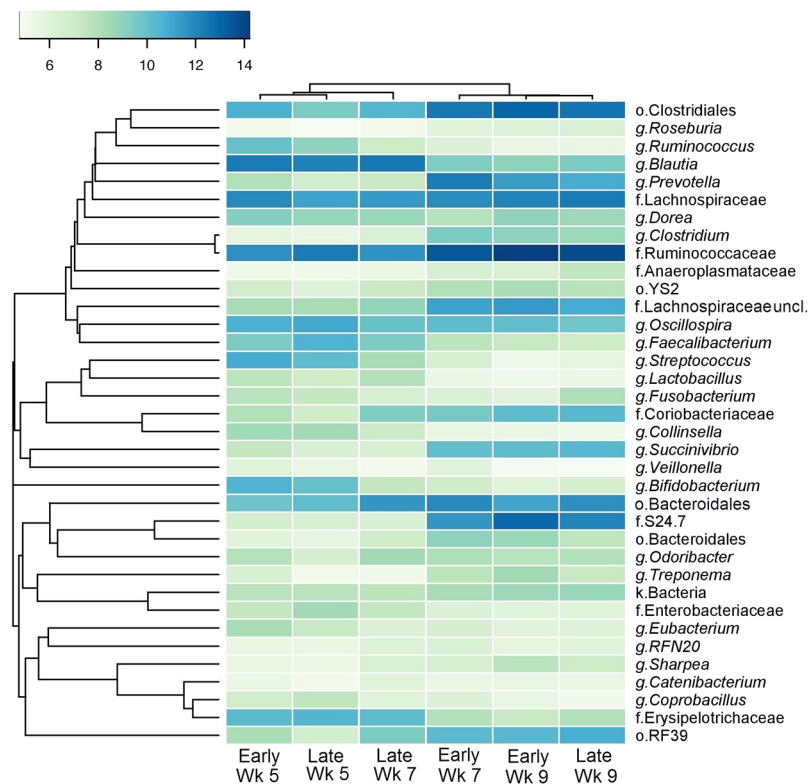 6 8 10 12 14
o.Clostridiales
g.Roseburia
g.Ruminococcus
g.Blautia
g.Prevotella
f.Lachnospiraceae
g.Dorea
g.Clostridium
f.Ruminococcaceae
f.Anaeroplasmataceae
o.YS2
f.Lachnospiraceae uncl.
g.Oscillospira
g.Faecalibacterium
g.Streptococcus
g.Lactobacillus
g.Fusobacterium
f.Coriobacteriaceae
g.Collinsella
g.Succinivibrio
g.Veillonella
g.Bifidobacterium
o.Bacteroidales
f.S24.7
o.Bacteroidales
g.Odoribacter
g.Treponema
k.Bacteria
f.Enterobacteriaceae
g.Eubacterium
g.RFN20
g.Sharpea
g.Catenibacterium
g.Coprobacillus
f.Erysipelotrichaceae
o.RF39
Early Late Late Early Early Late
Wk 5 Wk 5 Wk 7 Wk 7 Wk 9 Wk 9